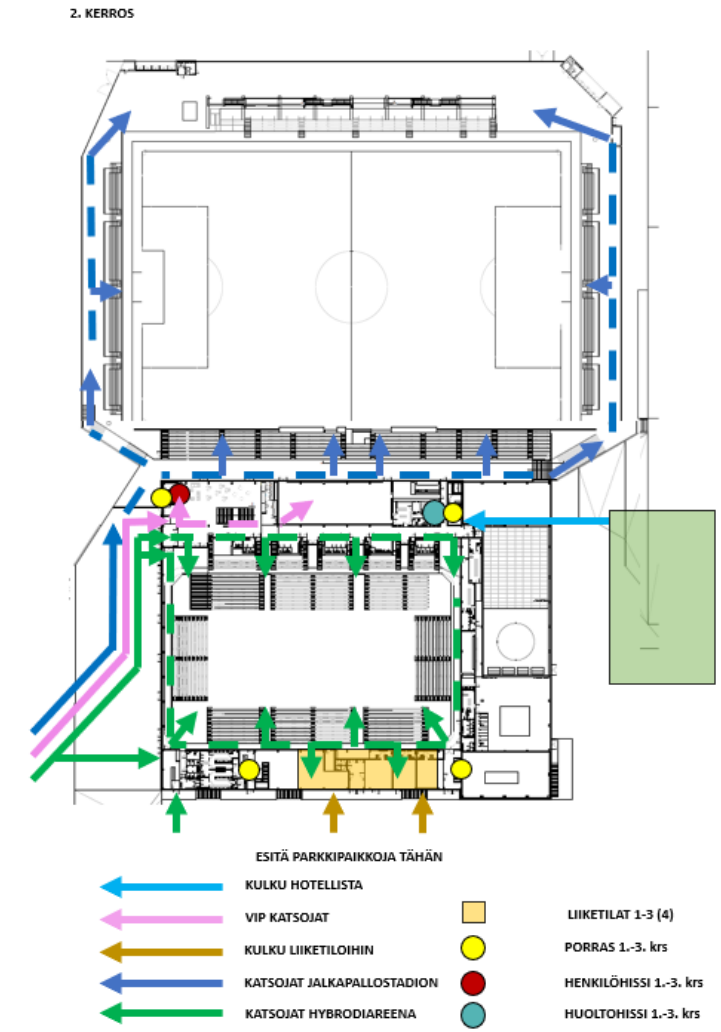 2. KERROS
ESITÄ PARKKIPAIKKOJA TÄHÄN
KULKU HOTELLISTA
VIP KATSOJAT
LIIKETILAT 1-3 (4)
KULKU LIIKETILOIHIN
PORRAS 1.-3. krs
KATSOJAT JALKAPALLOSTADION
HENKILÖHISSI 1.-3. krs
KATSOJAT HYBRODIAREENA
HUOLTOHISSI 1.-3. krs